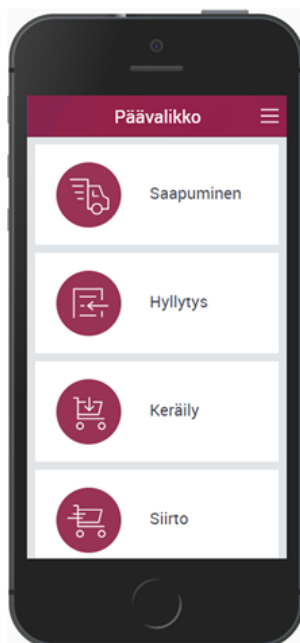 Päävalikko
Saapuminen
Hyllytys
Keräily
Siirto